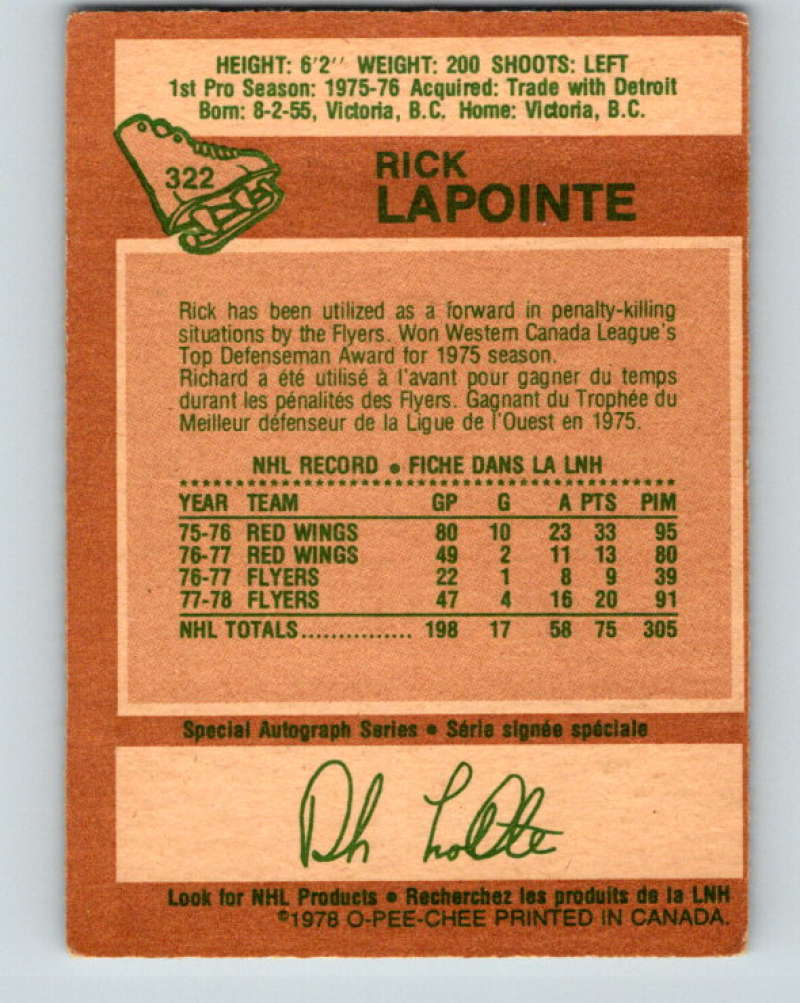 HEIGHT: 6'2'' WEIGHT: 200 SHOOTS: LEFT
1st Pro Season: 1975-76 Acquired: Trade with Detroit
Born: 8-2-55, Victoria, B.C. Home: Victoria, B.C.
322
RICK
LAPOINTE
Rick has been utilized as a forward in penalty-killing
situations by the Flyers. Won Western Canada League's
Top Defenseman Award for 1975 season.
Richard a été utilisé à l'avant pour gagner du temps
durant les pénalités des Flyers. Gagnant du Trophée du
Meilleur défenseur de la Ligue de l'Ouest en 1975.
NHL RECORD • FICHE DANS LA LNH
YEAR TEAM GP G A PTS PIM
75-76 RED WINGS 80 10 23 33 95
76-77 RED WINGS 49 2 11 13 80
76-77 FLYERS 22 1 8 9 39
77-78 FLYERS 47 4 16 20 91
NHL TOTALS............... 198 17 58 75 305
Special Autograph Series • Série signée spéciale
Look for NHL Products • Recherchez les produits de la LNH
©1978 O-PEE-CHEE PRINTED IN CANADA.